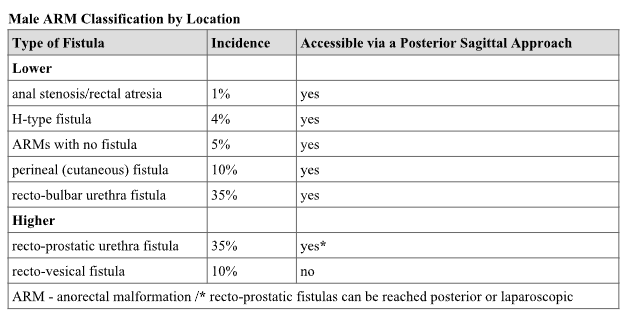 Male ARM Classification by Location
Type of Fistula Incidence Accessible via a Posterior Sagittal Approach
Lower
anal stenosis/rectal atresia 1% yes
H-type fistula 4% yes
ARMs with no fistula 5% yes
perineal (cutaneous) fistula 10% yes
recto-bulbar urethra fistula 35% yes
Higher
recto-prostatic urethra fistula 35% yes*
recto-vesical fistula 10% no
ARM - anorectal malformation /* recto-prostatic fistulas can be reached posterior or laparoscopic